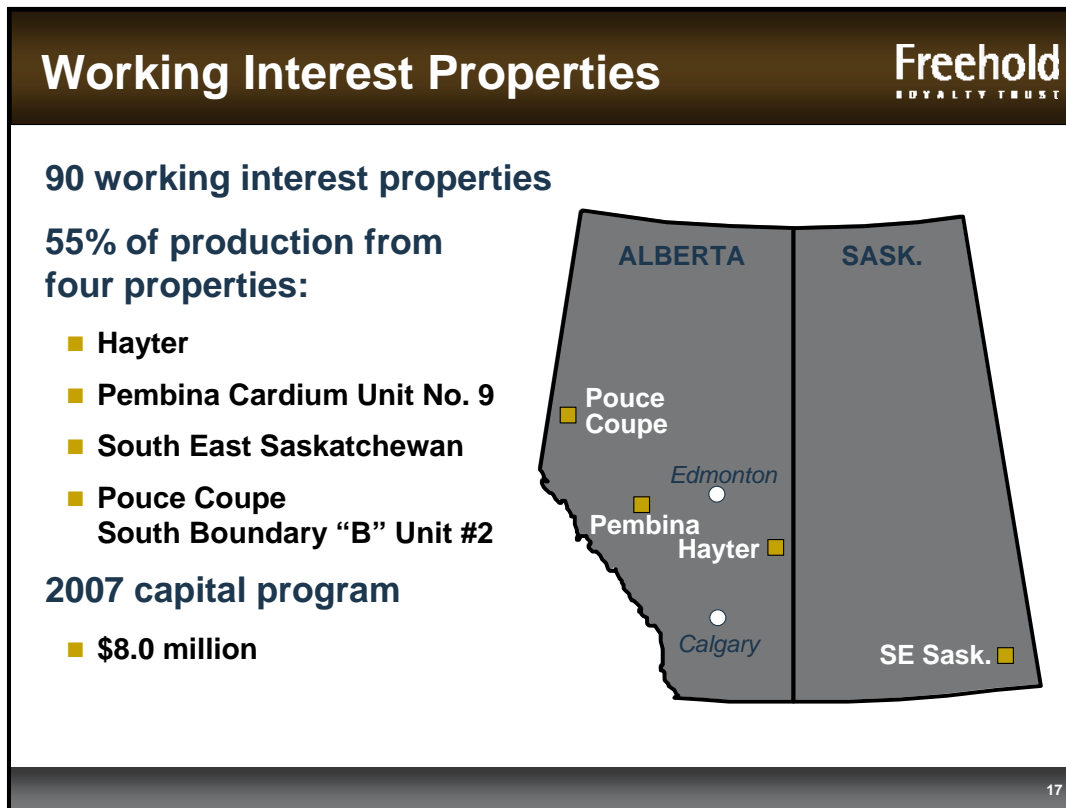 Working Interest Properties
Freehold
ROYALTY TRUST
90 working interest properties
55% of production from
four properties:
Hayter
Pembina Cardium Unit No. 9
South East Saskatchewan
Pouce Coupe
South Boundary “B” Unit #2
2007 capital program
$8.0 million
ALBERTA
SASK.
Pouce
Coupe
Edmonton
Pembina
Hayter
Calgary
SE Sask.
17